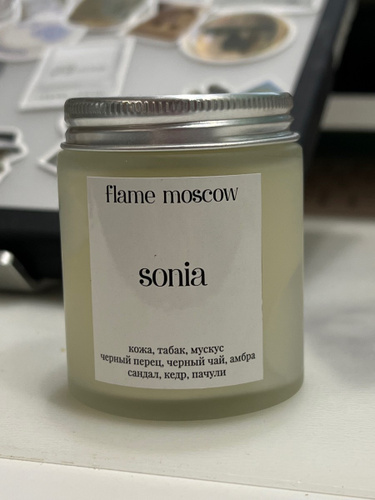 flame moscow
sonia
кожа, табак, мускус
черный перец, черный чай, амбра
сандал, кедр, пачули